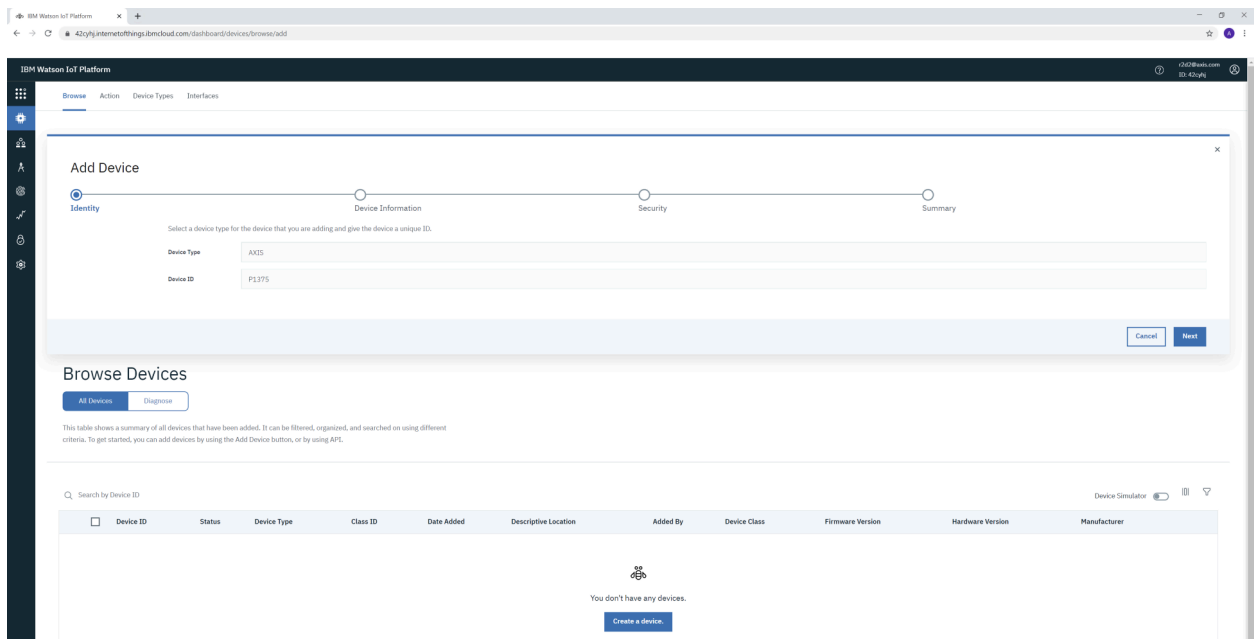 IBM Watson IoT Platform
42cyhj.internetofthings.ibmcloud.com/dashboard/devices/browse/add
A
IBM Watson IoT Platform
r2d2@axis.com
ID: 42cyhj
Browse Action Device Types Interfaces
Add Device
Identity Device Information Security Summary
Select a device type for the device that you are adding and give the device a unique ID.
Device Type AXIS
Device ID P1375
Cancel Next
Browse Devices
All Devices Diagnose
This table shows a summary of all devices that have been added. It can be filtered, organized, and searched on using different
criteria. To get started, you can add devices by using the Add Device button, or by using API.
Search by Device ID Device Simulator
Device ID Status Device Type Class ID Date Added Descriptive Location Added By Device Class Firmware Version Hardware Version Manufacturer
You don't have any devices.
Create a device.